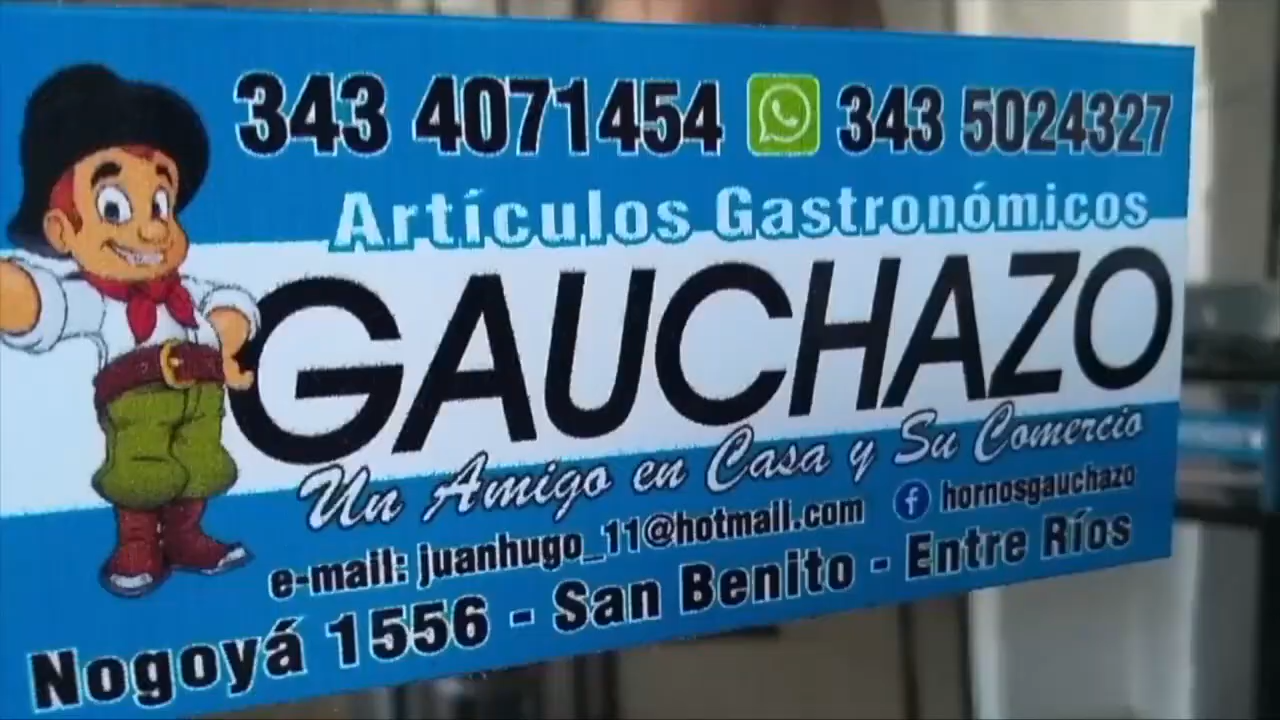 343 4071454 343 5024327
Artículos Gastronómicos
GAUCHAZO
Un Amigo en Casa y Su Comercio
e-mail: juanhugo_11@hotmail.com f hornosgauchazo
Nogoyá 1556 - San Benito - Entre Ríos